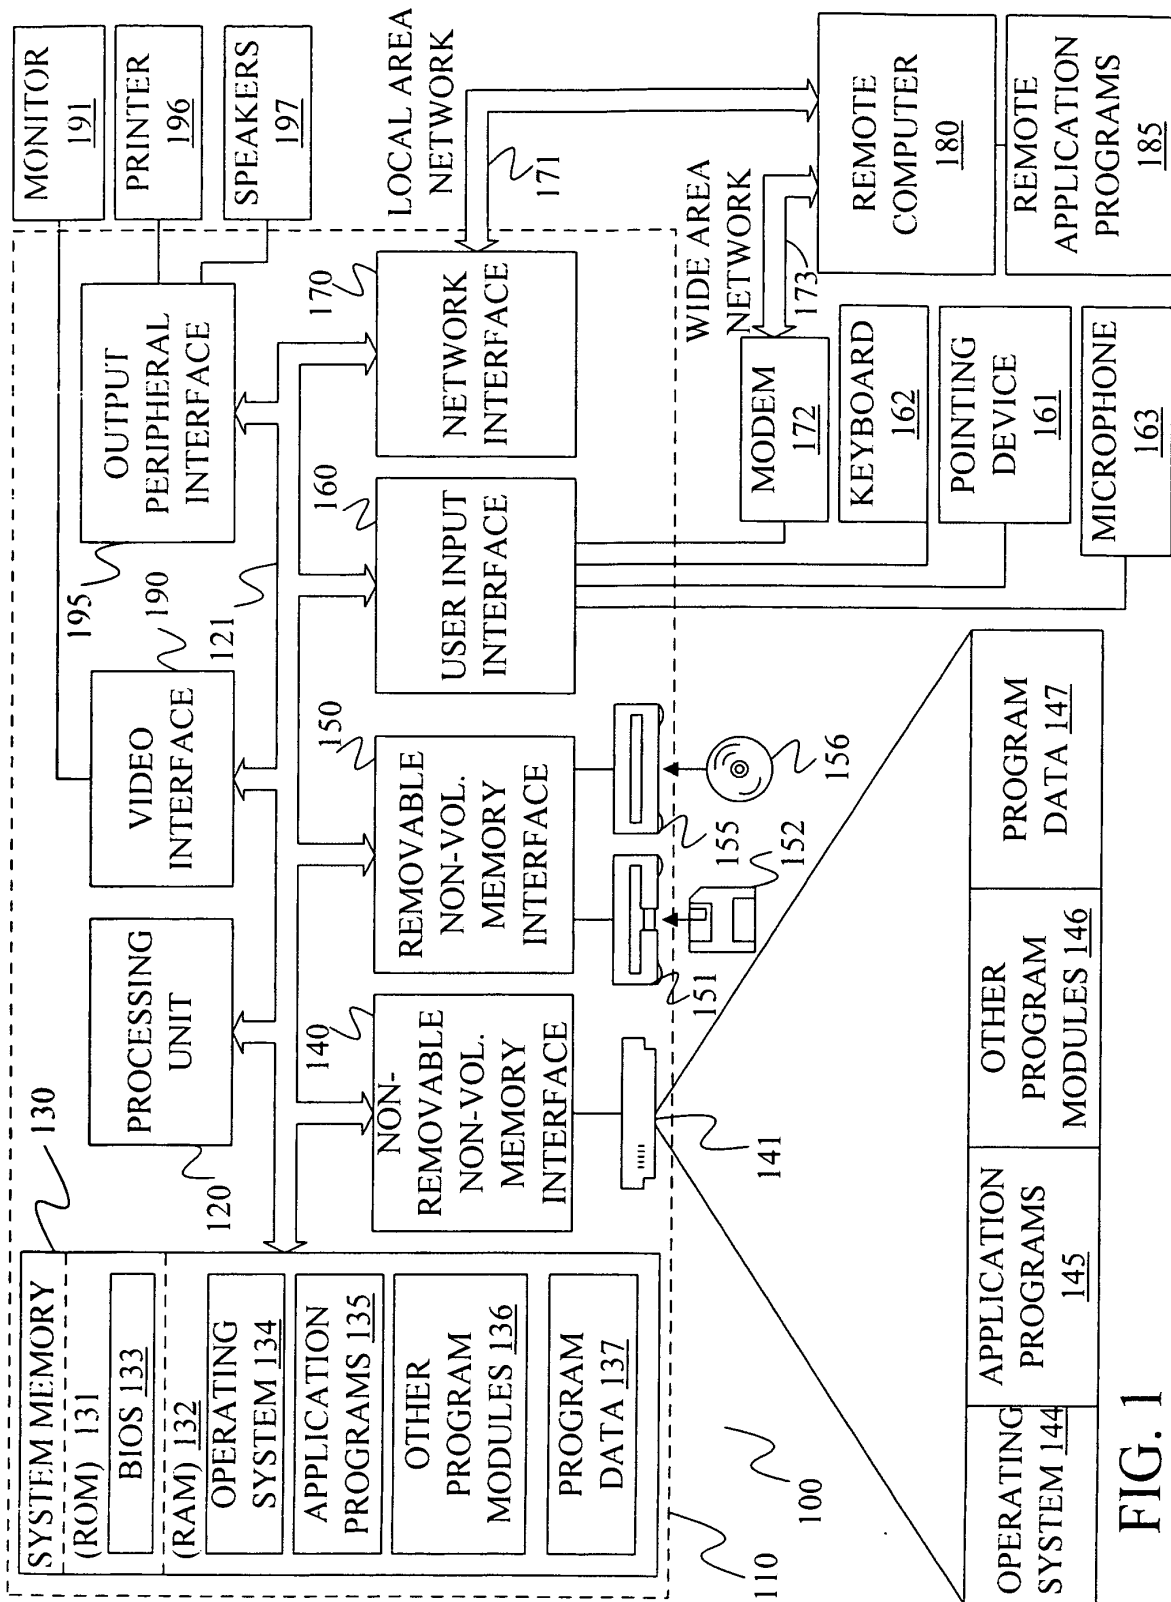 SYSTEM MEMORY
(ROM) 131
BIOS 133
(RAM) 132
OPERATING
SYSTEM 134
APPLICATION
PROGRAMS 135
OTHER
PROGRAM
MODULES 136
PROGRAM
DATA 137
130
PROCESSING
UNIT
120
VIDEO
INTERFACE
190
121
OUTPUT
PERIPHERAL
INTERFACE
195
MONITOR
191
PRINTER
196
SPEAKERS
197
NON-
REMOVABLE
NON-VOL.
MEMORY
INTERFACE
140
REMOVABLE
NON-VOL.
MEMORY
INTERFACE
150
USER INPUT
INTERFACE
160
NETWORK
INTERFACE
170
LOCAL AREA
NETWORK
171
141
151
152
155
156
WIDE AREA
NETWORK
173
MODEM
172
KEYBOARD
162
POINTING
DEVICE
161
MICROPHONE
163
REMOTE
COMPUTER
180
REMOTE
APPLICATION
PROGRAMS
185
110
100
OPERATING
SYSTEM 144
APPLICATION
PROGRAMS
145
OTHER
PROGRAM
MODULES 146
PROGRAM
DATA 147
FIG. 1